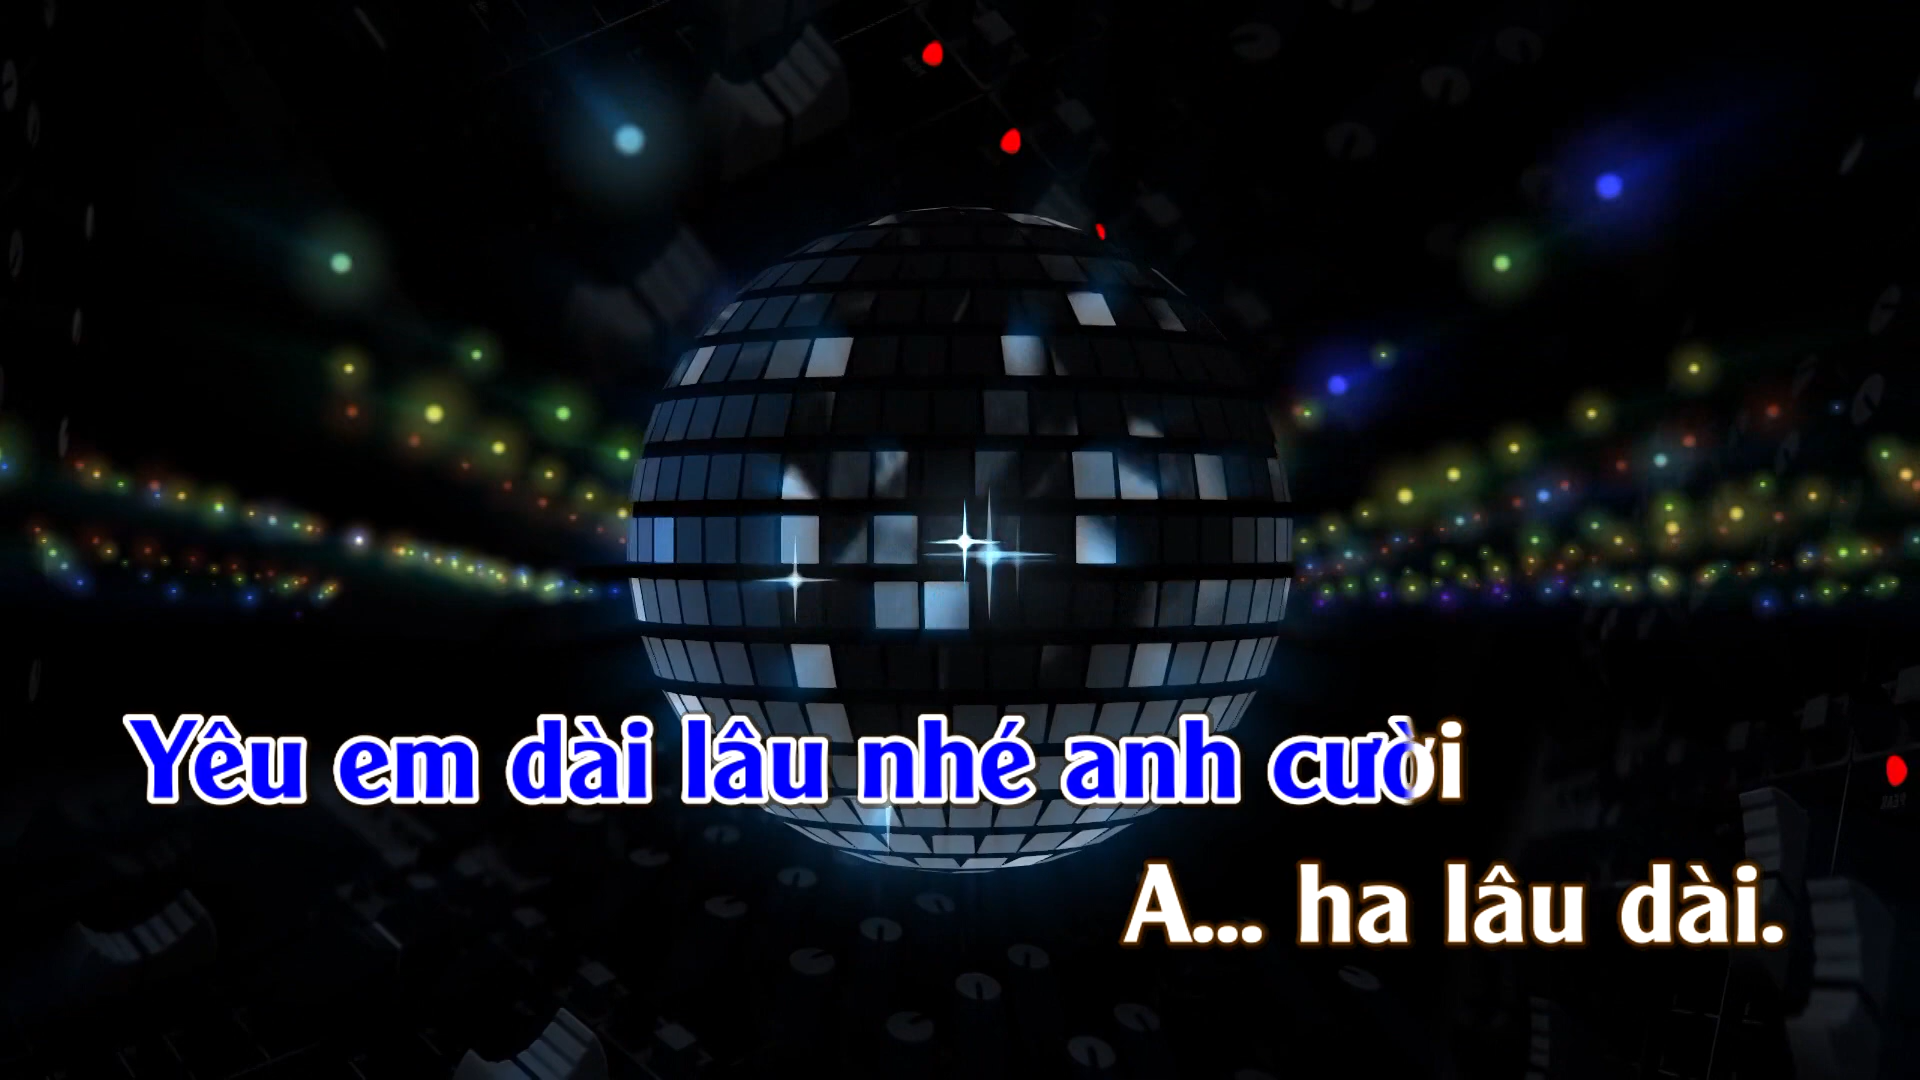 Yêu em dài lâu nhé anh cười
A... ha lâu dài.